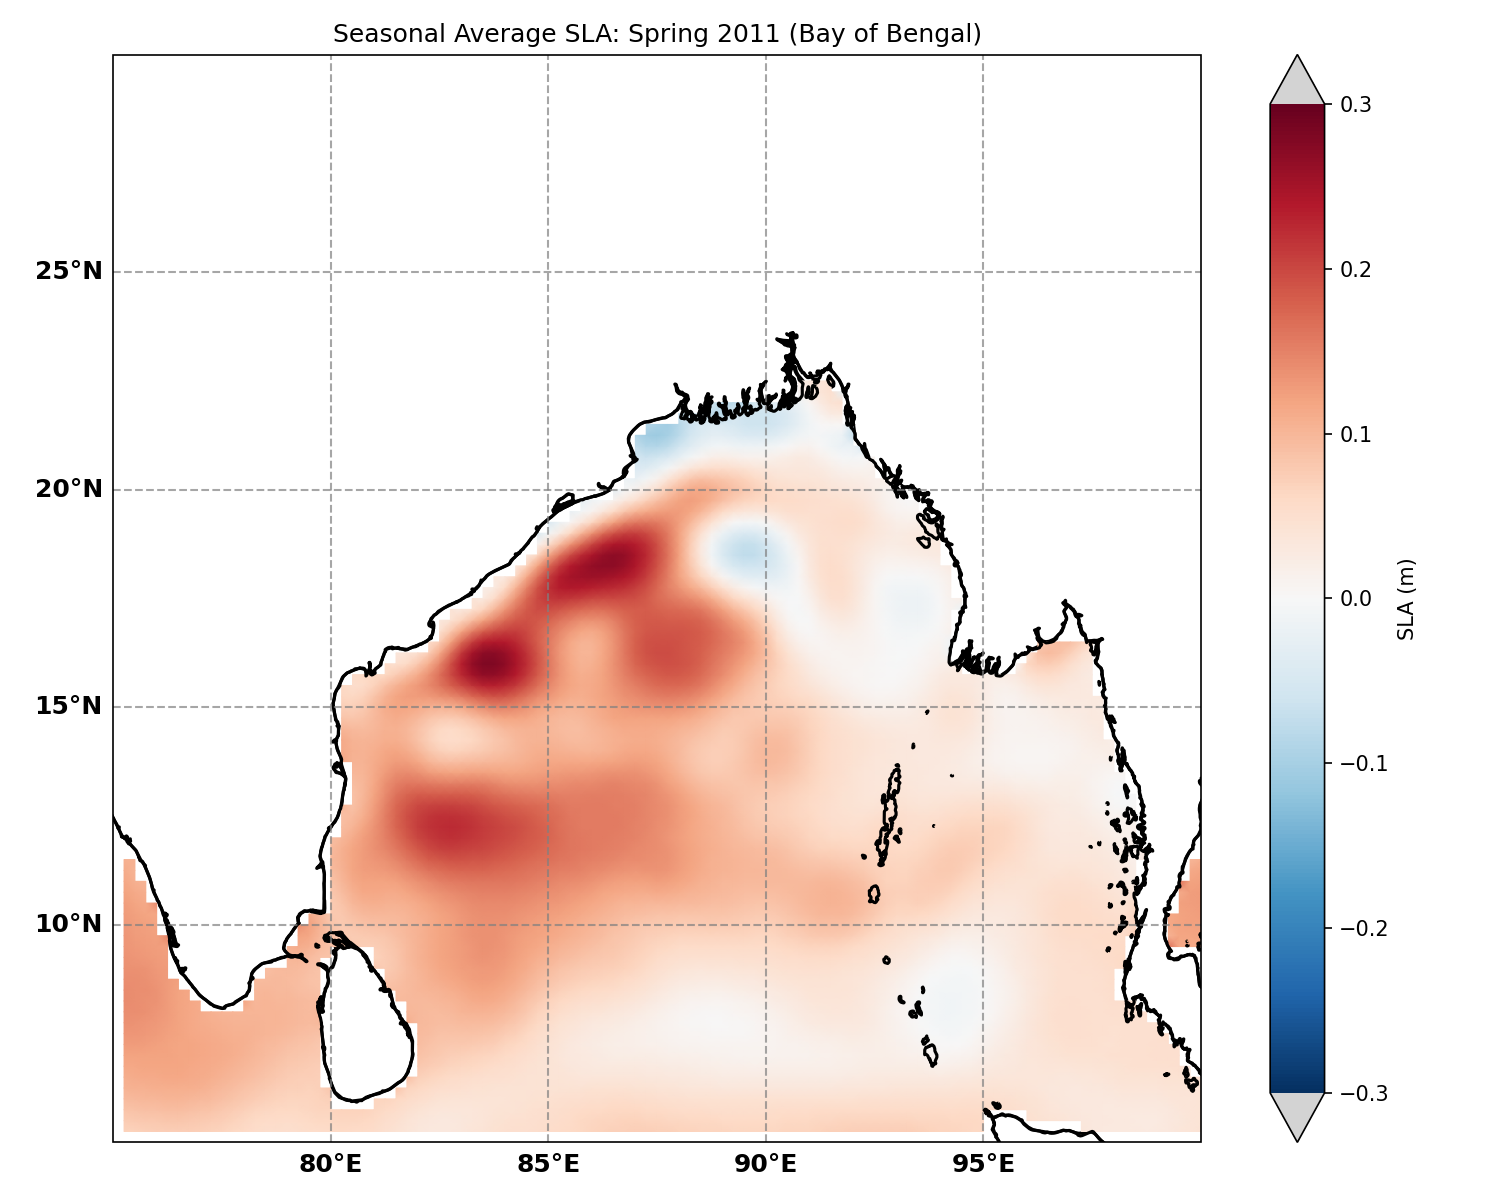 Seasonal Average SLA: Spring 2011 (Bay of Bengal)
25°N
20°N
15°N
10°N
80°E
85°E
90°E
95°E
0.3
0.2
0.1
0.0
−0.1
−0.2
−0.3
SLA (m)